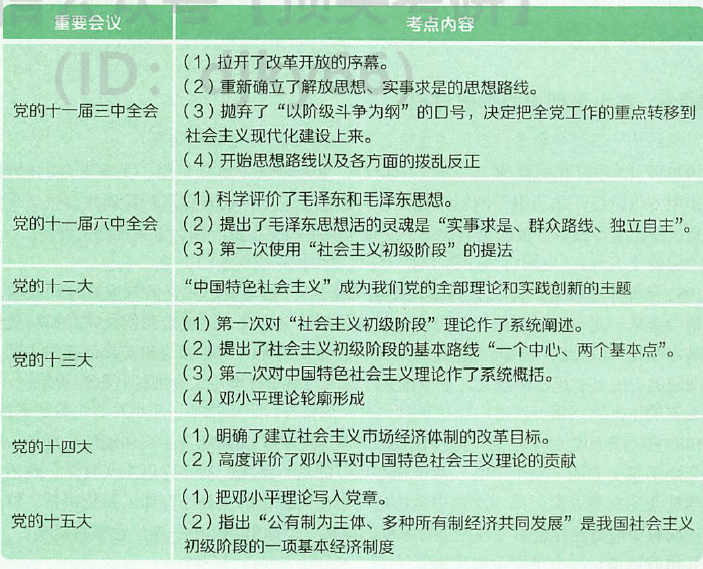 重要会议 考点内容
党的十一届三中全会
（1）拉开了改革开放的序幕。
（2）重新确立了解放思想、实事求是的思想路线。
（3）抛弃了“以阶级斗争为纲”的口号，决定把全党工作的重点转移到
社会主义现代化建设上来。
（4）开始思想路线以及各方面的拨乱反正
党的十一届六中全会
（1）科学评价了毛泽东和毛泽东思想。
（2）提出了毛泽东思想活的灵魂是“实事求是、群众路线、独立自主”。
（3）第一次使用“社会主义初级阶段”的提法
党的十二大
“中国特色社会主义”成为我们党的全部理论和实践创新的主题
党的十三大
（1）第一次对“社会主义初级阶段”理论作了系统阐述。
（2）提出了社会主义初级阶段的基本路线“一个中心、两个基本点”。
（3）第一次对中国特色社会主义理论作了系统概括。
（4）邓小平理论轮廓形成
党的十四大
（1）明确了建立社会主义市场经济体制的改革目标。
（2）高度评价了邓小平对中国特色社会主义理论的贡献
党的十五大
（1）把邓小平理论写入党章。
（2）指出“公有制为主体、多种所有制经济共同发展”是我国社会主义
初级阶段的一项基本经济制度